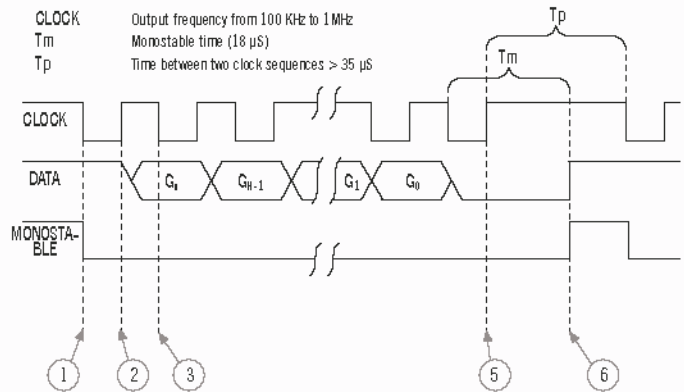 CLOCK Output frequency from 100 KHz to 1MHz
Tm Monostable time (18 µS)
Tp Time between two clock sequences > 35 µS
Tp
Tm
CLOCK
DATA
Gn
GN-1
G1
G0
MONOSTA-
BLE
1
2
3
5
6